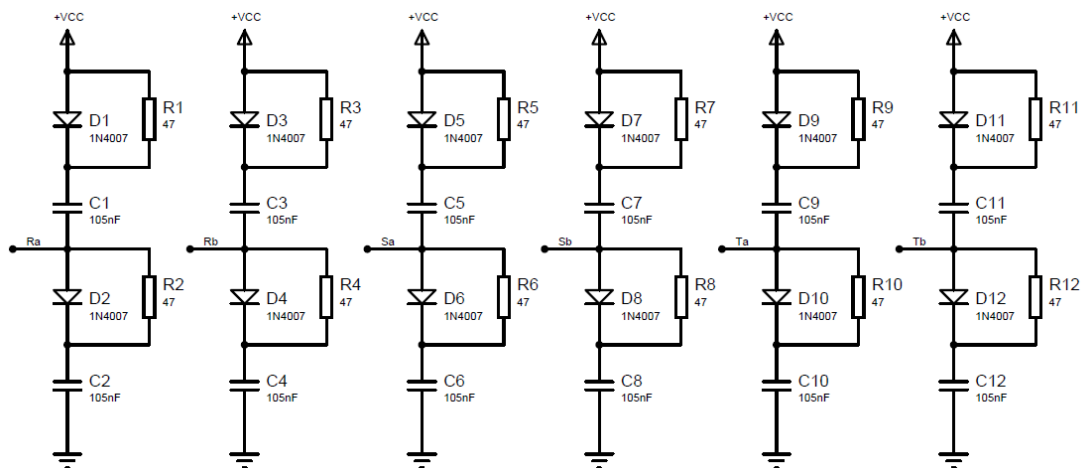 +VCC +VCC +VCC +VCC +VCC +VCC
R1 R3 R5 R7 R9 R11
D1 47 D3 47 D5 47 D7 47 D9 47 D11 47
1N4007 1N4007 1N4007 1N4007 1N4007 1N4007
C1 C3 C5 C7 C9 C11
105nF 105nF 105nF 105nF 105nF 105nF
Ra Rb Sa Sb Ta Tb
R2 R4 R6 R8 R10 R12
D2 47 D4 47 D6 47 D8 47 D10 47 D12 47
1N4007 1N4007 1N4007 1N4007 1N4007 1N4007
C2 C4 C6 C8 C10 C12
105nF 105nF 105nF 105nF 105nF 105nF